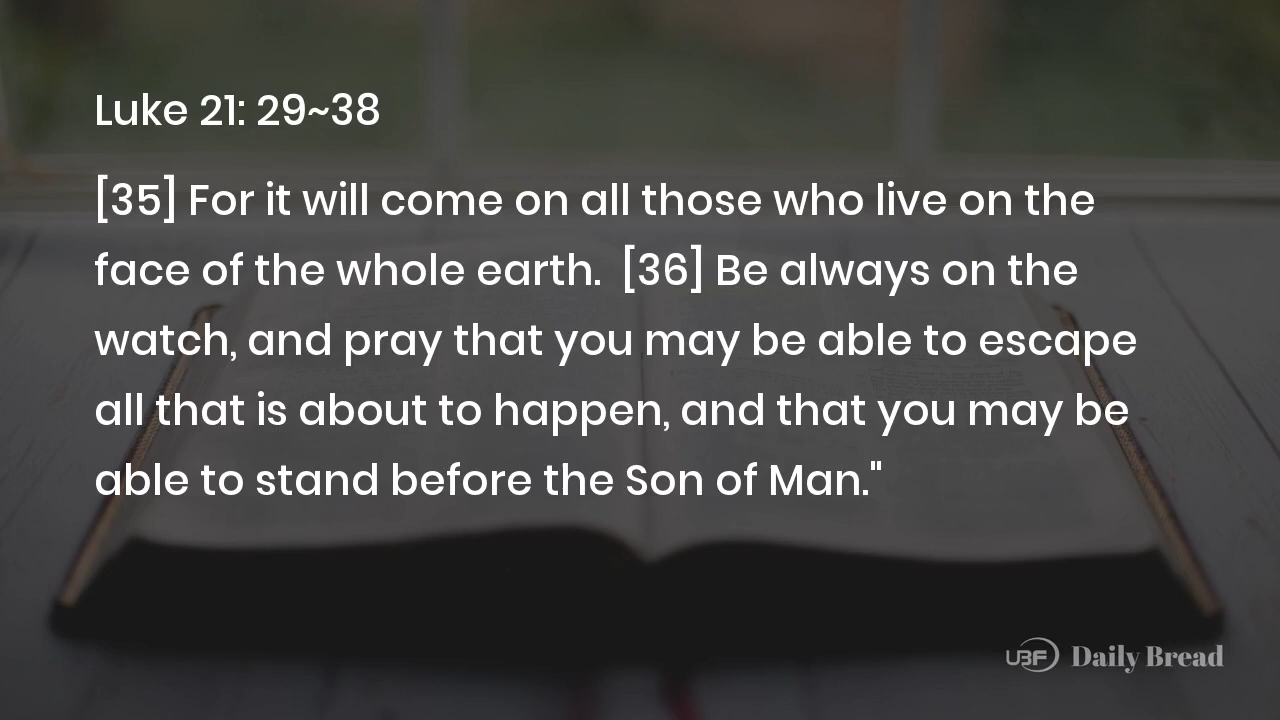 Luke 21: 29~38
[35] For it will come on all those who live on the
face of the whole earth.  [36] Be always on the
watch, and pray that you may be able to escape
all that is about to happen, and that you may be
able to stand before the Son of Man."
UBF Daily Bread